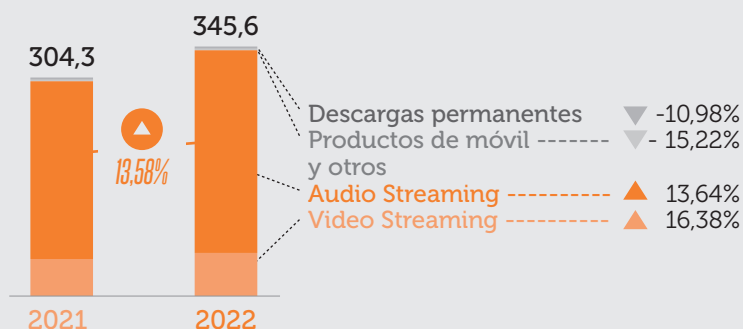 304,3
345,6
13,58%
Descargas permanentes -10,98%
Productos de móvil - 15,22%
y otros
Audio Streaming 13,64%
Video Streaming 16,38%
2021
2022